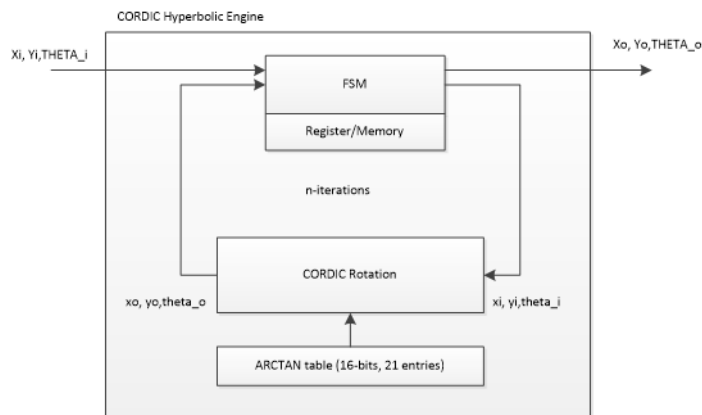 CORDIC Hyperbolic Engine
Xi, Yi,THETA_i
Xo, Yo,THETA_o
FSM
Register/Memory
n-iterations
CORDIC Rotation
xo, yo,theta_o
xi, yi,theta_i
ARCTAN table (16-bits, 21 entries)